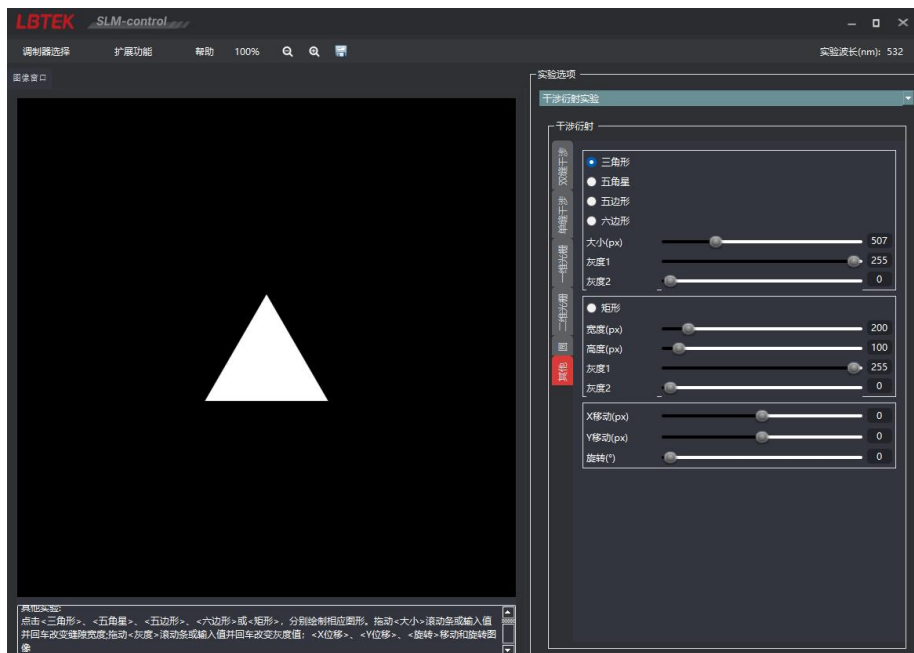 LBTEK SLM-control
调制器选择 扩展功能 帮助 100% 实验波长(nm): 532
图像窗口
实验选项
干涉衍射实验
干涉衍射
双缝干涉
单缝干涉
一维光栅
二维光栅
圆
其他
三角形
五角星
五边形
六边形
大小(px) 507
灰度1 255
灰度2 0
矩形
宽度(px) 200
高度(px) 100
灰度1 255
灰度2 0
X移动(px) 0
Y移动(px) 0
旋转(°) 0
其他实验:
点击<三角形>、<五角星>、<五边形>、<六边形>或<矩形>，分别绘制相应图形。拖动<大小>滚动条或输入值
并回车改变缝隙宽度;拖动<灰度>滚动条或输入值并回车改变灰度值；<X位移>、<Y位移>、<旋转>移动和旋转图
像